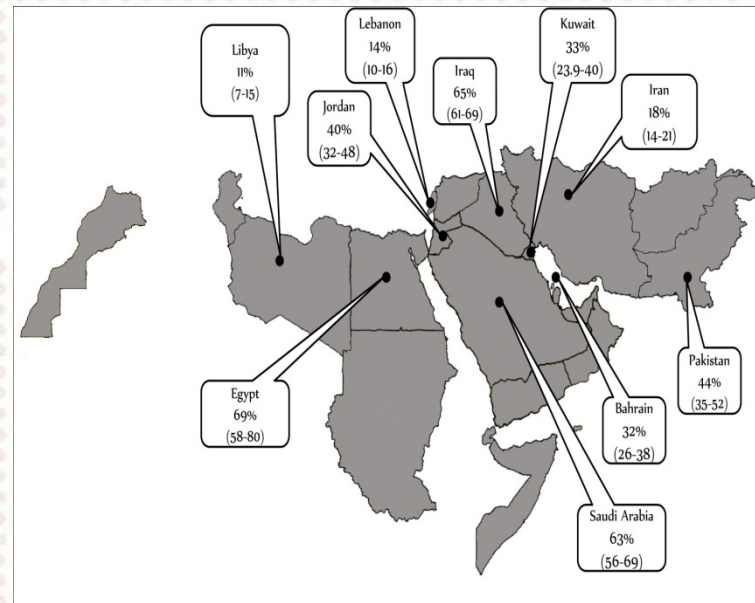 Lebanon
14%
(10-16)
Kuwait
33%
(23.9-40)
Libya
11%
(7-15)
Iraq
65%
(61-69)
Iran
18%
(14-21)
Jordan
40%
(32-48)
Egypt
69%
(58-80)
Pakistan
44%
(35-52)
Bahrain
32%
(26-38)
Saudi Arabia
63%
(56-69)